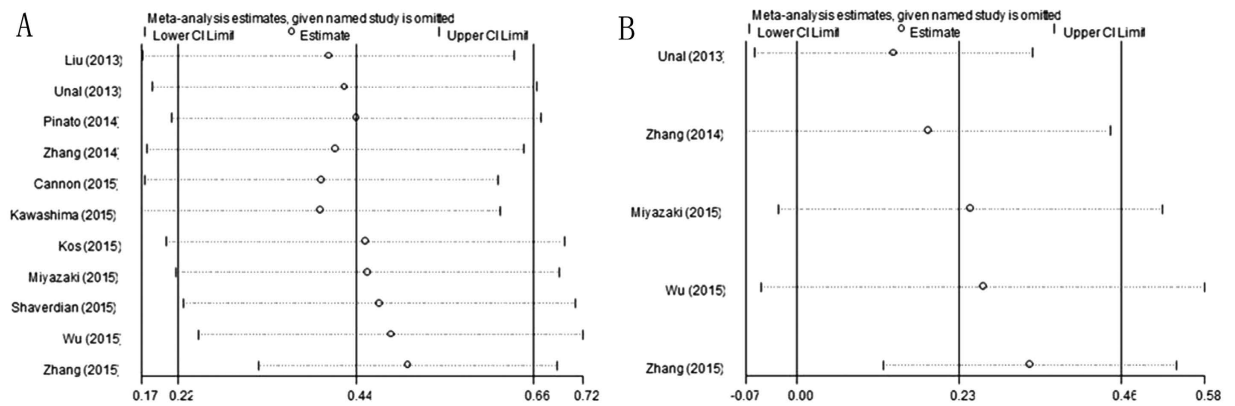 A
Meta-analysis estimates, given named study is omitted
Lower CI Limit Estimate Upper CI Limit
Liu (2013)
Unal (2013)
Pinato (2014)
Zhang (2014)
Cannon (2015)
Kawashima (2015)
Kos (2015)
Miyazaki (2015)
Shaverdian (2015)
Wu (2015)
Zhang (2015)
0.17 0.22 0.44 0.66 0.72
B
Meta-analysis estimates, given named study is omitted
Lower CI Limit Estimate Upper CI Limit
Unal (2013)
Zhang (2014)
Miyazaki (2015)
Wu (2015)
Zhang (2015)
-0.07 0.00 0.23 0.46 0.58